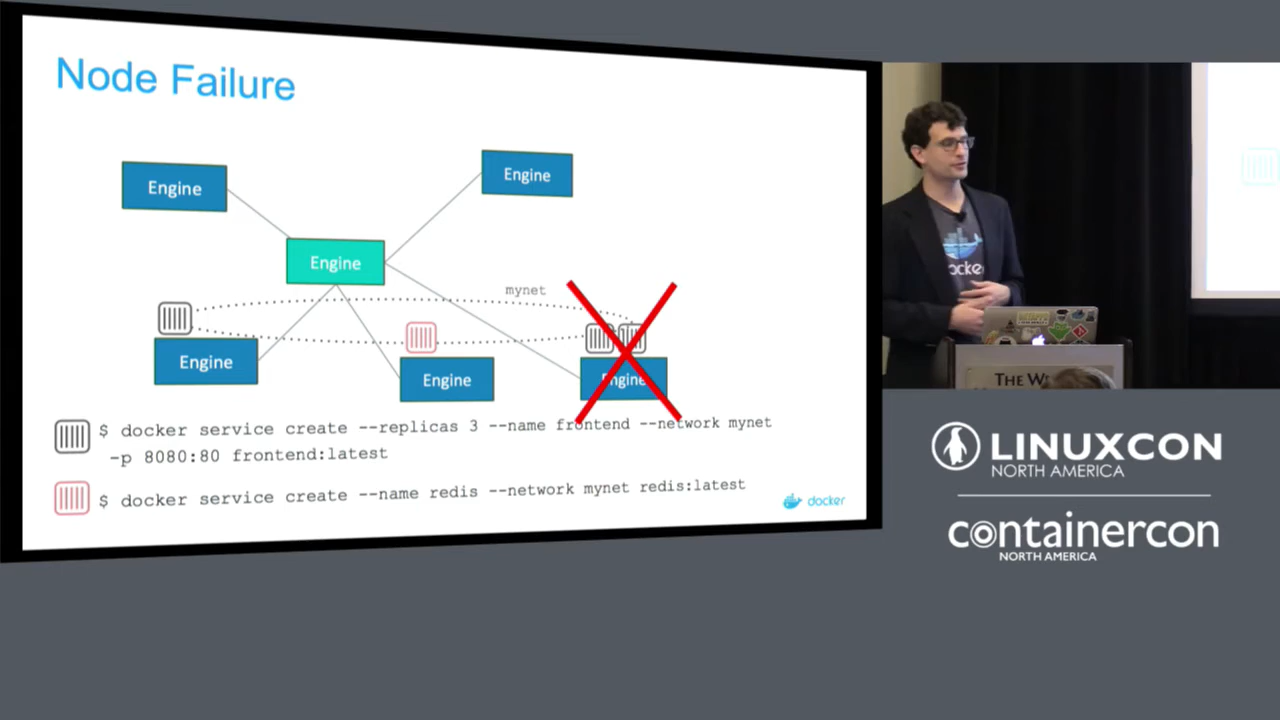 Node Failure
Engine
Engine
Engine
mynet
Engine
Engine
Engine
$ docker service create --replicas 3 --name frontend --network mynet
-p 8080:80 frontend:latest
$ docker service create --name redis --network mynet redis:latest
docker
docker
THE W
LINUXCON
NORTH AMERICA
containercon
NORTH AMERICA